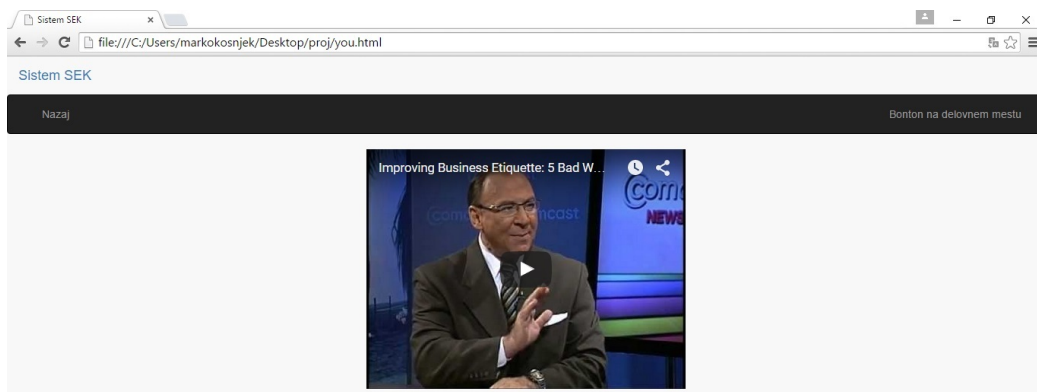 Sistem SEK
file:///C:/Users/markokosnjek/Desktop/proj/you.html
Sistem SEK
Nazaj
Bonton na delovnem mestu
Improving Business Etiquette: 5 Bad W...
NEWS